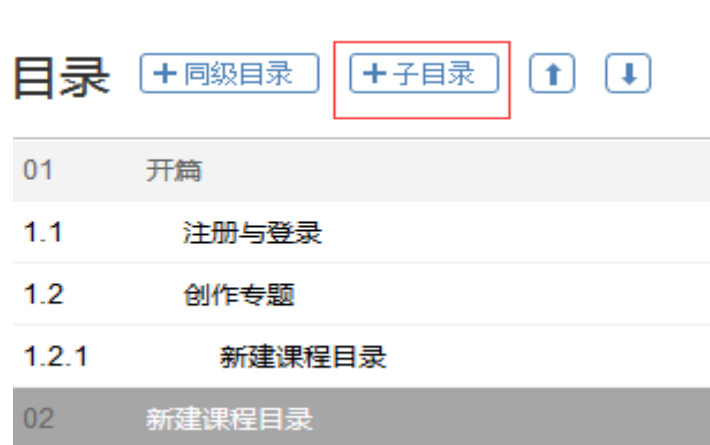 目录 +同级目录 +子目录
01 开篇
1.1 注册与登录
1.2 创作专题
1.2.1 新建课程目录
02 新建课程目录